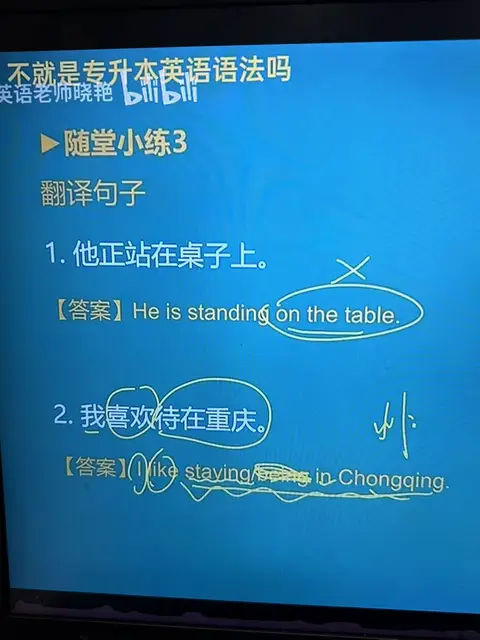 不就是专升本英语语法吗
英语老师晓艳 bilibili
▶随堂小练3
翻译句子
1. 他正站在桌子上。
【答案】He is standing on the table.
2. 我喜欢待在重庆。
【答案】I like staying/being in Chongqing.